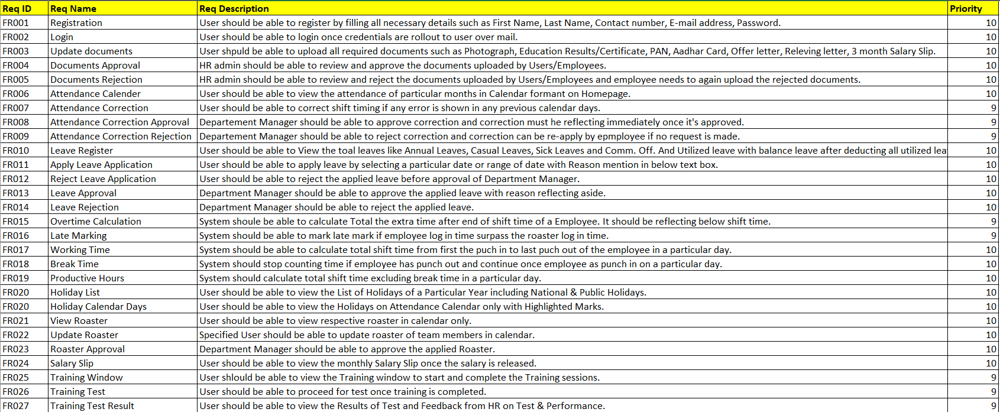 Req ID Req Name Req Description Priority
FR001 Registration User should be able to register by filling all necessary details such as First Name, Last Name, Contact number, E-mail address, Password. 10
FR002 Login User should be able to login once credentials are rollout to user over mail. 10
FR003 Update documents User shpuld be able to upload all required documents such as Photograph, Education Results/Certificate, PAN, Aadhar Card, Offer letter, Releving letter, 3 month Salary Slip. 10
FR004 Documents Approval HR admin should be able to review and approve the documents uploaded by Users/Employees. 10
FR005 Documents Rejection HR admin should be able to review and reject the documents uploaded by Users/Employees and employee needs to again upload the rejected documents. 10
FR006 Attendance Calender User should be able to view the attendance of particular months in Calendar formant on Homepage. 10
FR007 Attendance Correction User should be able to correct shift timing if any error is shown in any previous calendar days. 9
FR008 Attendance Correction Approval Departement Manager should be able to approve correction and correction must he reflecting immediately once it's approved. 9
FR009 Attendance Correction Rejection Departement Manager should be able to reject correction and correction can be re-apply by epmployee if no request is made. 9
FR010 Leave Register User should be able to View the toal leaves like Annual Leaves, Casual Leaves, Sick Leaves and Comm. Off. And Utilized leave with balance leave after deducting all utilized lea 10
FR011 Apply Leave Application User should be able to apply leave by selecting a particular date or range of date with Reason mention in below text box. 10
FR012 Reject Leave Application User should be able to reject the applied leave before approval of Department Manager. 10
FR013 Leave Approval Department Manager should be able to approve the applied leave with reason reflecting aside. 10
FR014 Leave Rejection Department Manager should be able to reject the applied leave. 10
FR015 Overtime Calculation System shoule be able to calculate Total the extra time after end of shift time of a Employee. It should be reflecting below shift time. 9
FR016 Late Marking System should be able to mark late mark if employee log in time surpass the roaster log in time. 9
FR017 Working Time System should be able to calculate total shift time from first the puch in to last puch out of the employee in a particular day. 10
FR018 Break Time System should stop counting time if employee has punch out and continue once employee as punch in on a particular day. 10
FR019 Productive Hours System should calculate total shift time excluding break time in a particular day. 10
FR020 Holiday List User should be able to view the List of Holidays of a Particular Year including National & Public Holidays. 10
FR020 Holiday Calendar Days User should be able to view the Holidays on Attendance Calendar only with Highlighted Marks. 10
FR021 View Roaster User should be able to view respective roaster in calendar only. 10
FR022 Update Roaster Specified User should be able to update roaster of team members in calendar. 10
FR023 Roaster Approval Department Manager should be able to approve the applied Roaster. 10
FR024 Salary Slip User should be able to view the monthly Salary Slip once the salary is released. 10
FR025 Training Window User shlould be able to view the Training window to start and complete the Training sessions. 9
FR026 Training Test User should be able to proceed for test once training is completed. 9
FR027 Training Test Result User should be able to view the Results of Test and Feedback from HR on Test & Performance. 9